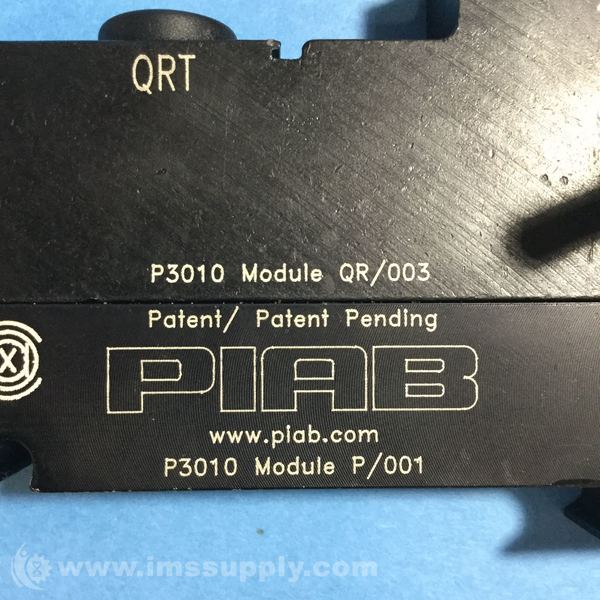 QRT
P3010 Module QR/003
Patent/ Patent Pending
X
PIAB
www.piab.com
P3010 Module P/001
www.imssupply.com